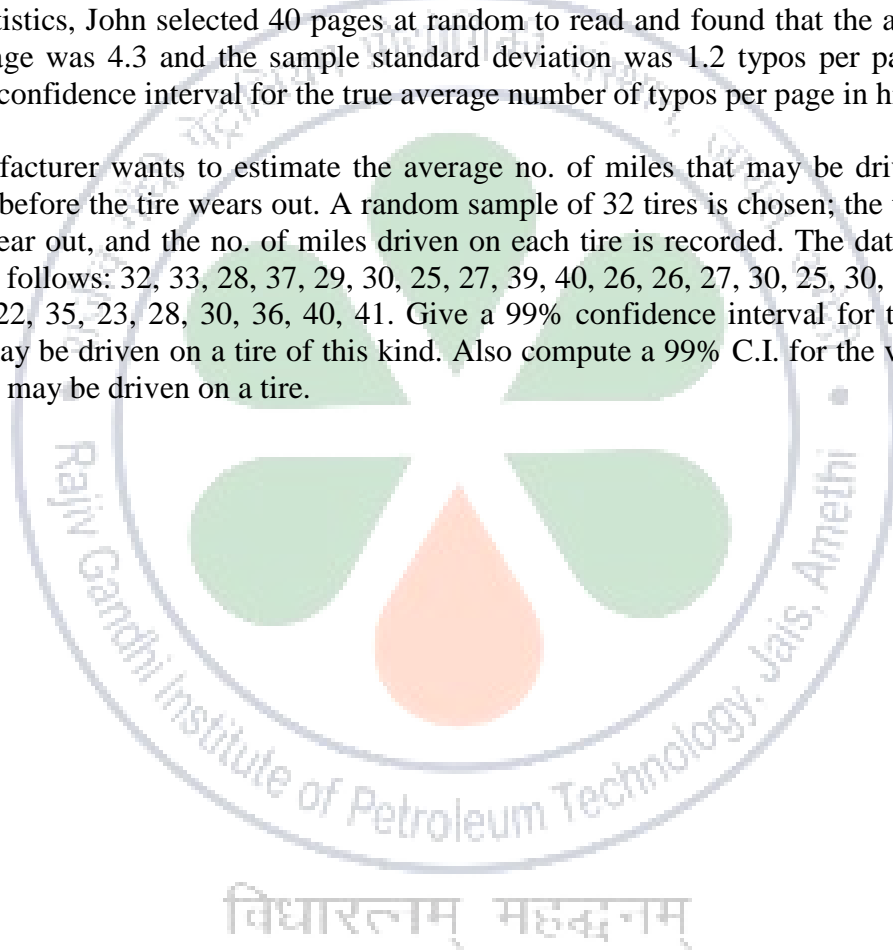 tistics, John selected 40 pages at random to read and found that the a
age was 4.3 and the sample standard deviation was 1.2 typos per pa
confidence interval for the true average number of typos per page in h
facturer wants to estimate the average no. of miles that may be driv
before the tire wears out. A random sample of 32 tires is chosen; the
ear out, and the no. of miles driven on each tire is recorded. The dat
follows: 32, 33, 28, 37, 29, 30, 25, 27, 39, 40, 26, 26, 27, 30, 25, 30,
22, 35, 23, 28, 30, 36, 40, 41. Give a 99% confidence interval for t
ay be driven on a tire of this kind. Also compute a 99% C.I. for the v
may be driven on a tire.
Rajiv Gandhi Institute of Petroleum Technology, Jais, Amethi
विधारत्नम् महद्धनम्